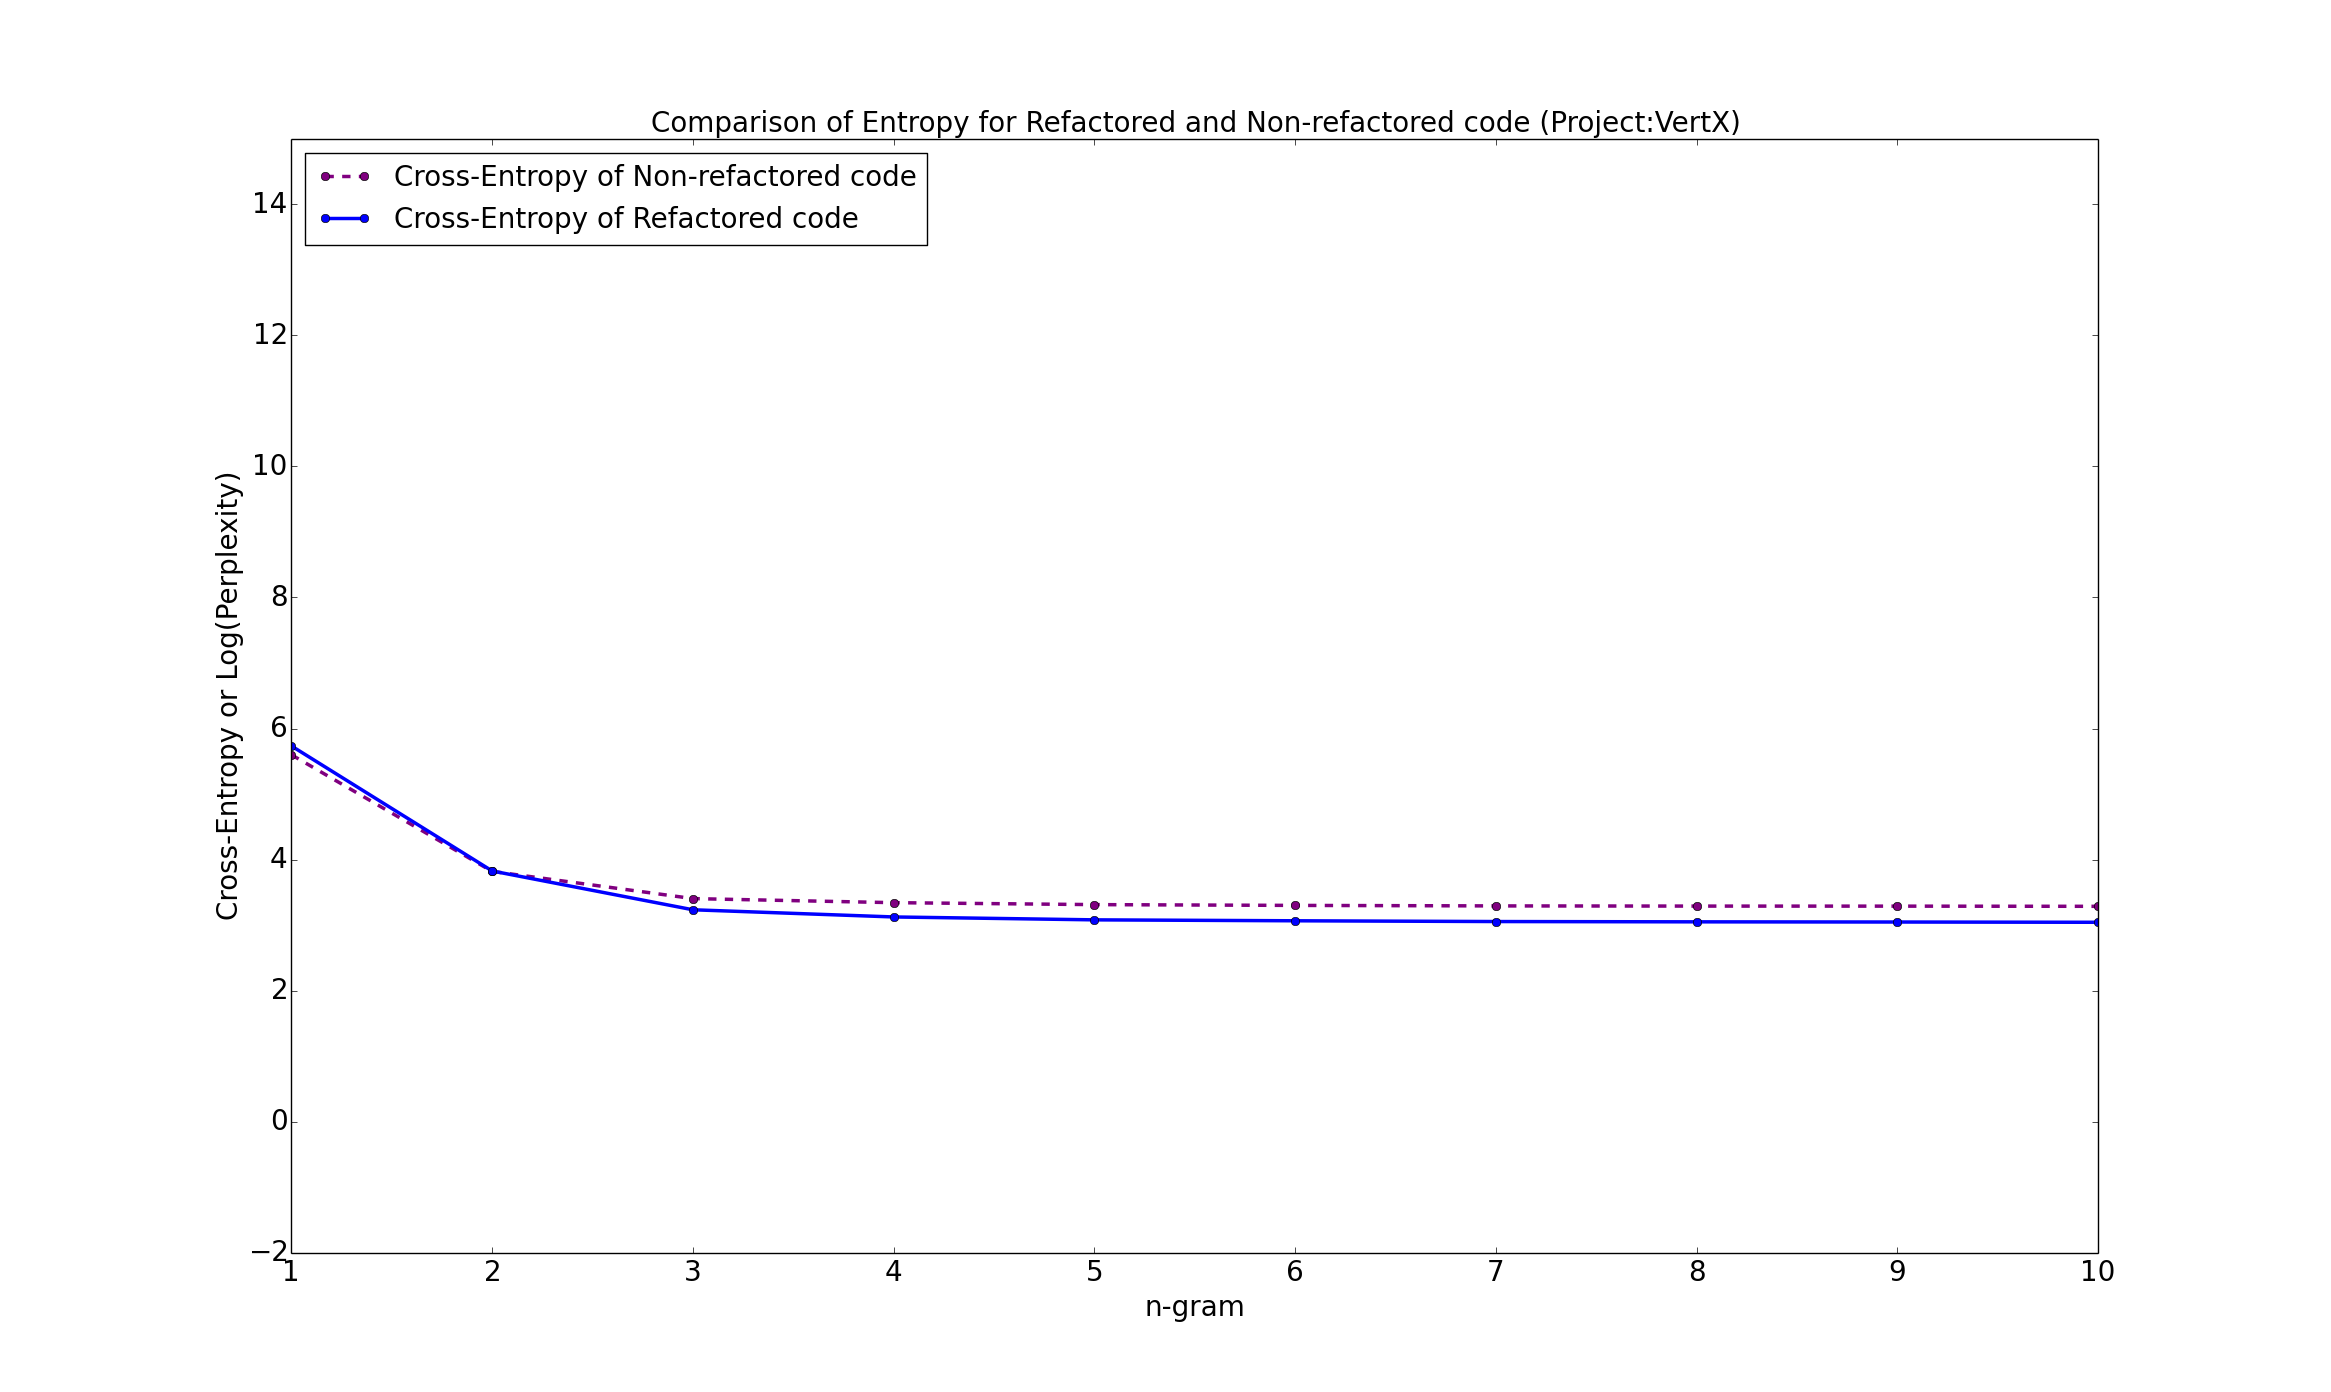 Comparison of Entropy for Refactored and Non-refactored code (Project:VertX)
Cross-Entropy of Non-refactored code
Cross-Entropy of Refactored code
Cross-Entropy or Log(Perplexity)
14
12
10
8
6
4
2
0
−2
1 2 3 4 5 6 7 8 9 10
n-gram